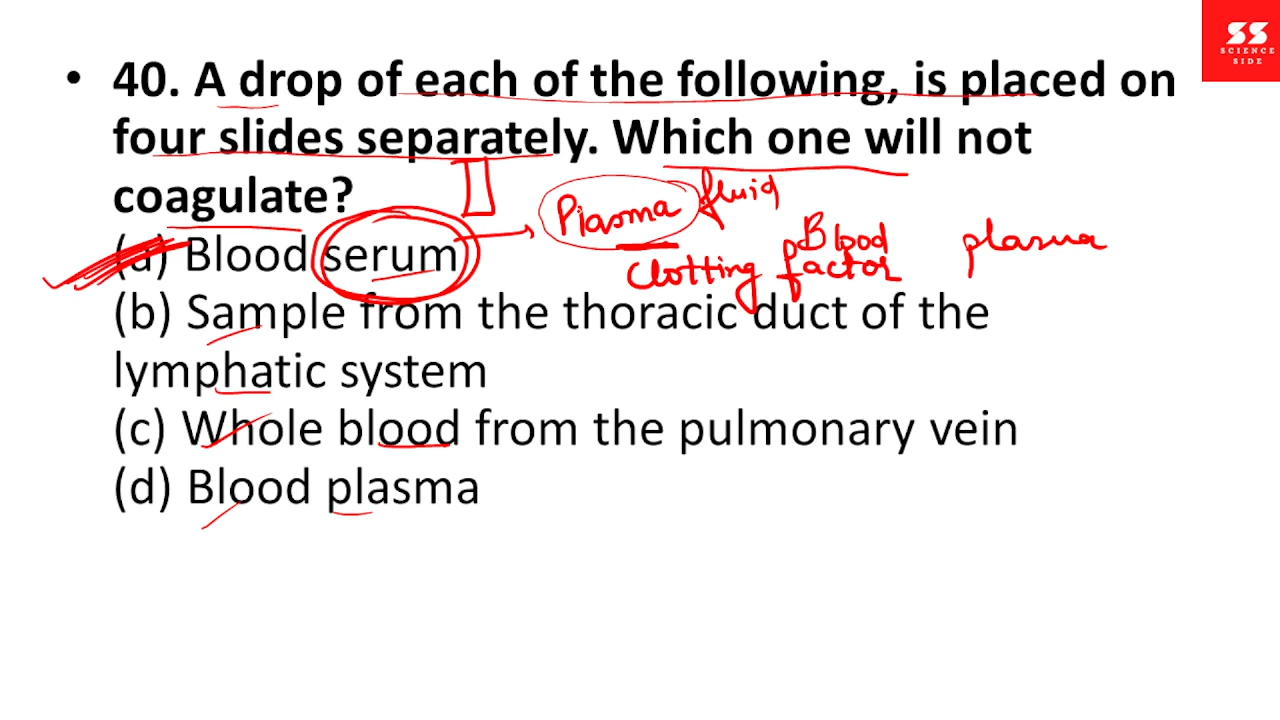 SS
SCIENCE
SIDE
• 40. A drop of each of the following, is placed on
four slides separately. Which one will not
coagulate?
Plasma fluid
(a) Blood serum
Blood plasma
clotting factor
(b) Sample from the thoracic duct of the
lymphatic system
(c) Whole blood from the pulmonary vein
(d) Blood plasma